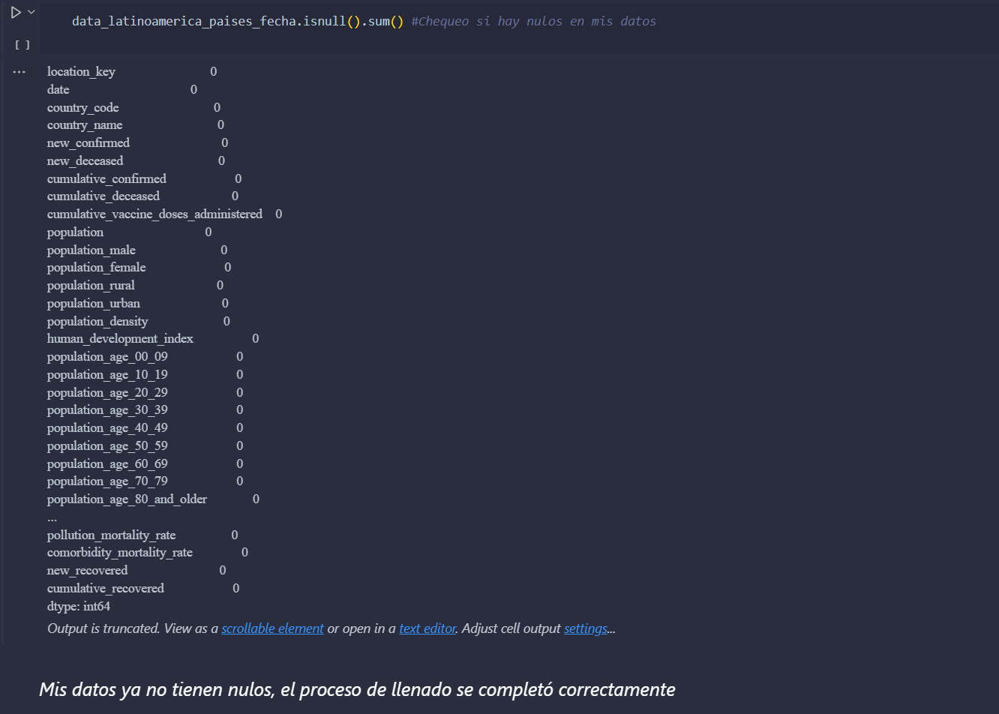 data_latinoamerica_paises_fecha.isnull().sum() #Chequeo si hay nulos en mis datos
[ ]
...
location_key 0
date 0
country_code 0
country_name 0
new_confirmed 0
new_deceased 0
cumulative_confirmed 0
cumulative_deceased 0
cumulative_vaccine_doses_administered 0
population 0
population_male 0
population_female 0
population_rural 0
population_urban 0
population_density 0
human_development_index 0
population_age_00_09 0
population_age_10_19 0
population_age_20_29 0
population_age_30_39 0
population_age_40_49 0
population_age_50_59 0
population_age_60_69 0
population_age_70_79 0
population_age_80_and_older 0
...
pollution_mortality_rate 0
comorbidity_mortality_rate 0
new_recovered 0
cumulative_recovered 0
dtype: int64
Output is truncated. View as a scrollable element or open in a text editor. Adjust cell output settings...
Mis datos ya no tienen nulos, el proceso de llenado se completó correctamente